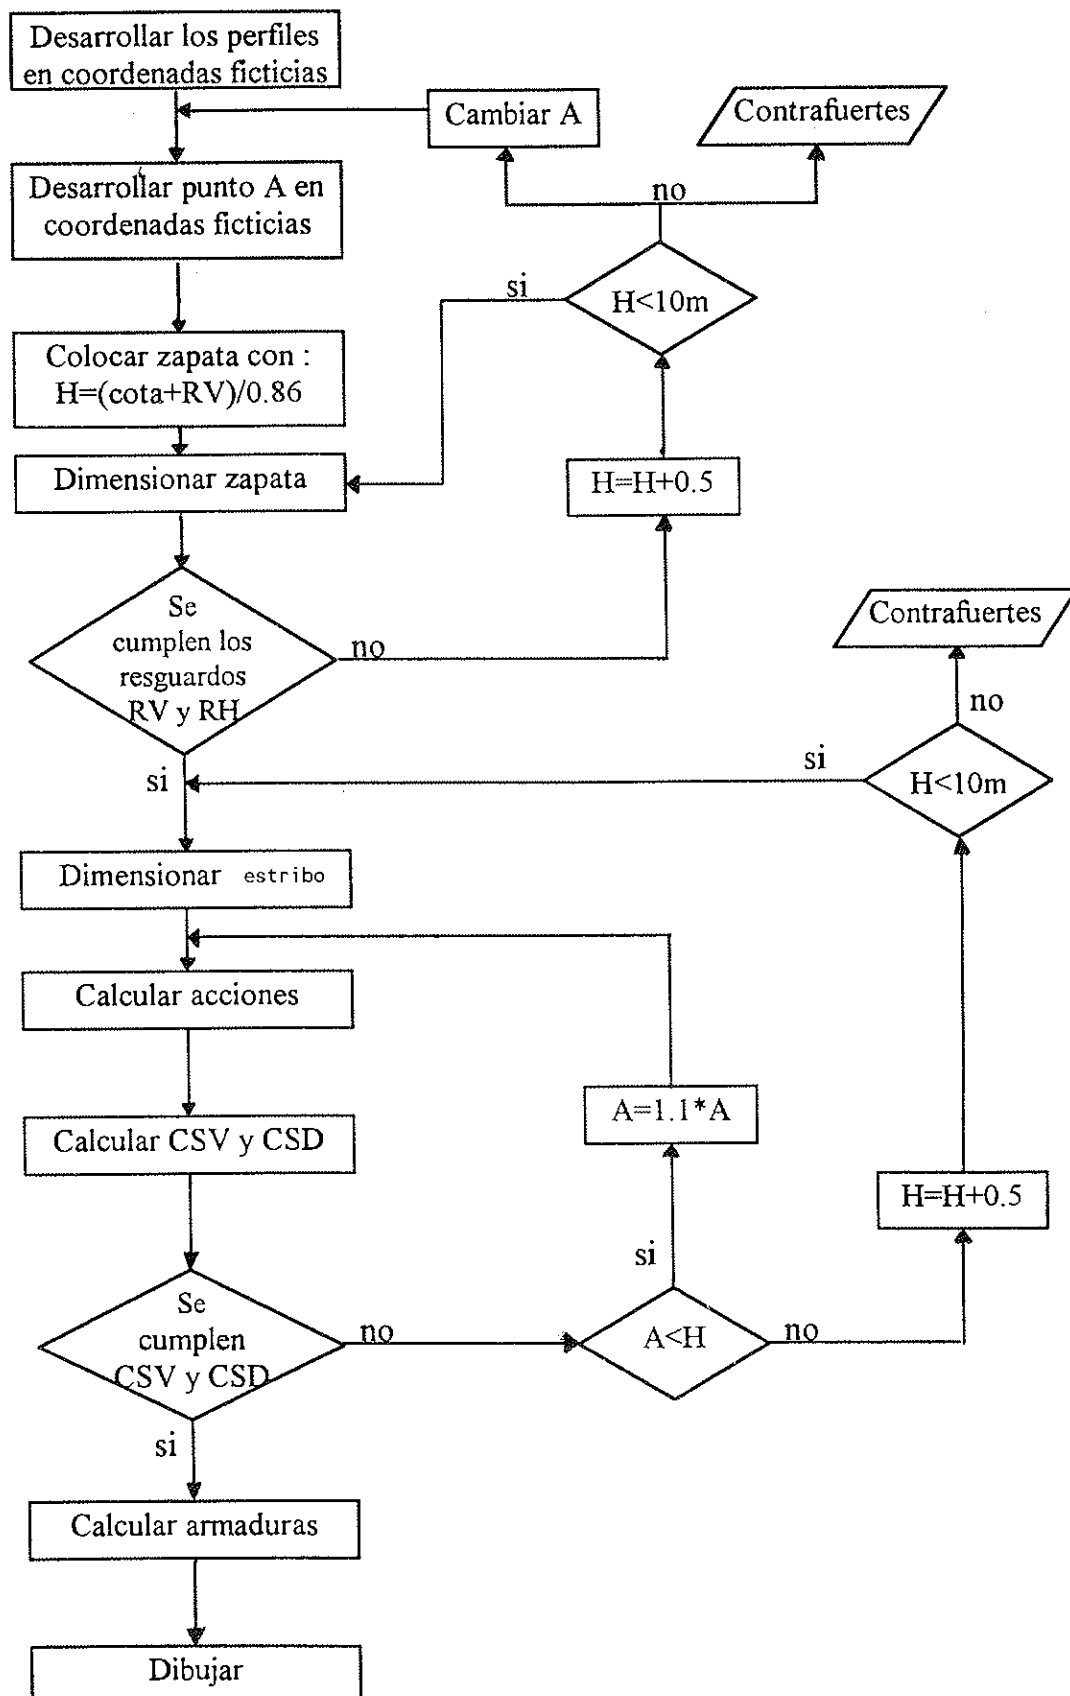 Desarrollar los perfiles
en coordenadas ficticias
Cambiar A
Contrafuertes
Desarrollar punto A en
coordenadas ficticias
no
si
H<10m
Colocar zapata con :
H=(cota+RV)/0.86
Dimensionar zapata
H=H+0.5
Se
cumplen los
resguardos
RV y RH
no
si
Contrafuertes
no
si
H<10m
Dimensionar estribo
Calcular acciones
A=1.1*A
Calcular CSV y CSD
H=H+0.5
si
Se
cumplen
CSV y CSD
no
A<H
no
si
Calcular armaduras
Dibujar